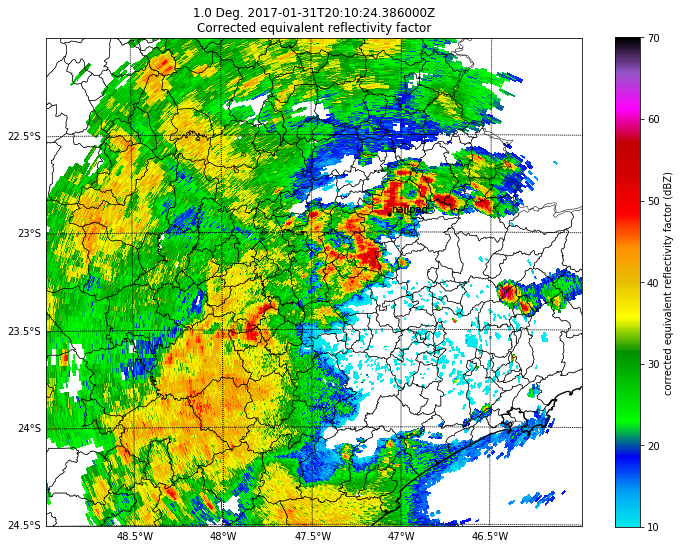 1.0 Deg. 2017-01-31T20:10:24.386000Z
Corrected equivalent reflectivity factor
22.5°S
23°S
23.5°S
24°S
24.5°S
48.5°W
48°W
47.5°W
47°W
46.5°W
hailpads
70
60
50
40
30
20
10
corrected equivalent reflectivity factor (dBZ)